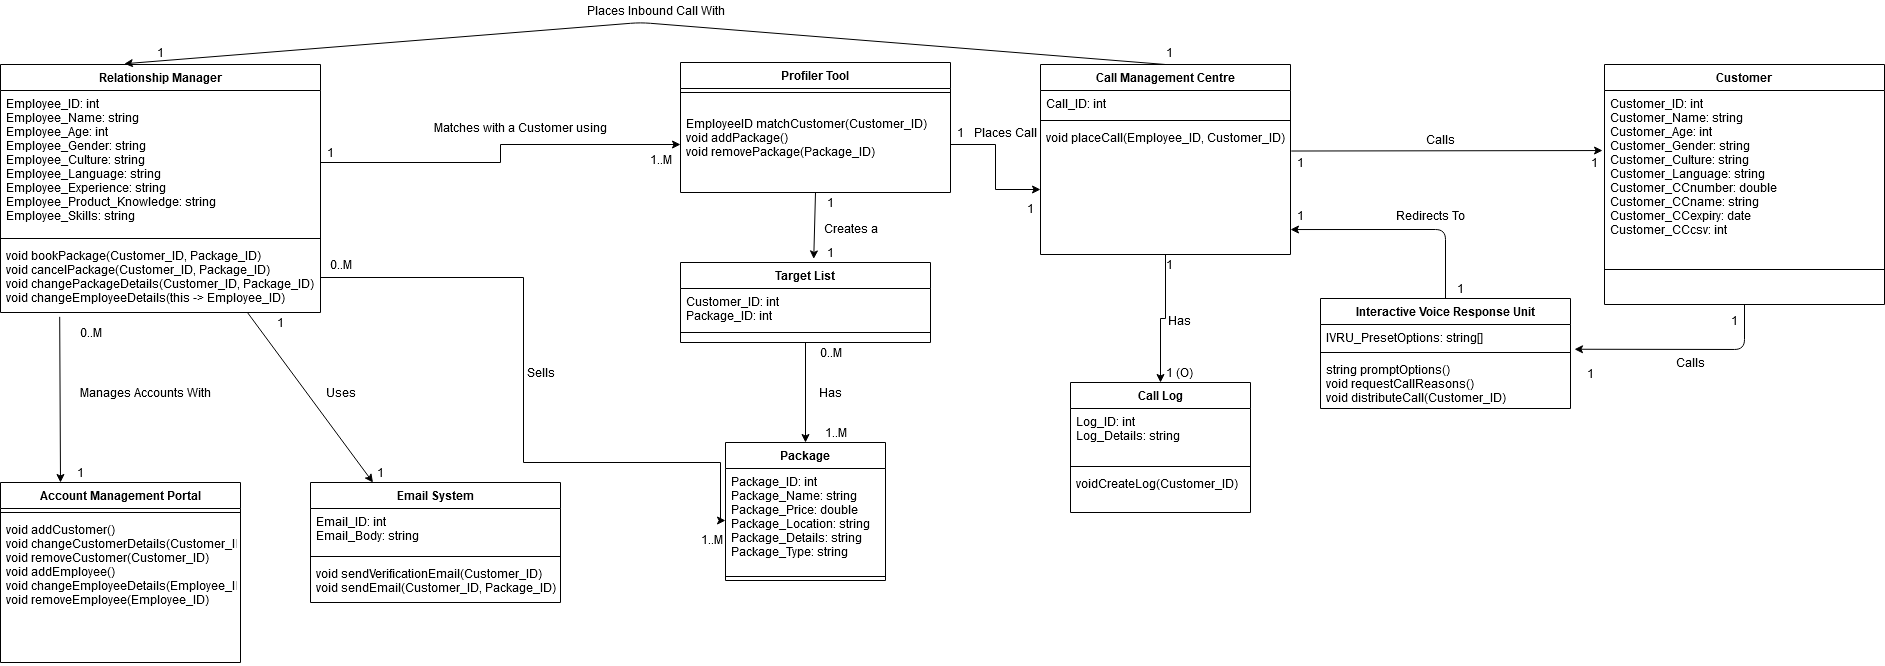 Places Inbound Call With
1
1
Relationship Manager
Employee_ID: int
Employee_Name: string
Employee_Age: int
Employee_Gender: string
Employee_Culture: string
Employee_Language: string
Employee_Experience: string
Employee_Product_Knowledge: string
Employee_Skills: string
void bookPackage(Customer_ID, Package_ID)
void cancelPackage(Customer_ID, Package_ID)
void changePackageDetails(Customer_ID, Package_ID)
void changeEmployeeDetails(this -> Employee_ID)
Matches with a Customer using
1
1..M
Profiler Tool
EmployeeID matchCustomer(Customer_ID)
void addPackage()
void removePackage(Package_ID)
1
Places Call
1
Call Management Centre
Call_ID: int
void placeCall(Employee_ID, Customer_ID)
Calls
1
1
Customer
Customer_ID: int
Customer_Name: string
Customer_Age: int
Customer_Gender: string
Customer_Culture: string
Customer_Language: string
Customer_CCnumber: double
Customer_CCname: string
Customer_CCexpiry: date
Customer_CCcsv: int
1
Redirects To
1
1
Creates a
1
Target List
Customer_ID: int
Package_ID: int
0..M
Has
1..M
1
Has
1 (O)
Interactive Voice Response Unit
IVRU_PresetOptions: string[]
string promptOptions()
void requestCallReasons()
void distributeCall(Customer_ID)
1
Calls
1
0..M
Sells
1..M
0..M
Manages Accounts With
1
1
Uses
1
Call Log
Log_ID: int
Log_Details: string
voidCreateLog(Customer_ID)
Package
Package_ID: int
Package_Name: string
Package_Price: double
Package_Location: string
Package_Details: string
Package_Type: string
Account Management Portal
void addCustomer()
void changeCustomerDetails(Customer_I
void removeCustomer(Customer_ID)
void addEmployee()
void changeEmployeeDetails(Employee_I
void removeEmployee(Employee_ID)
Email System
Email_ID: int
Email_Body: string
void sendVerificationEmail(Customer_ID)
void sendEmail(Customer_ID, Package_ID)